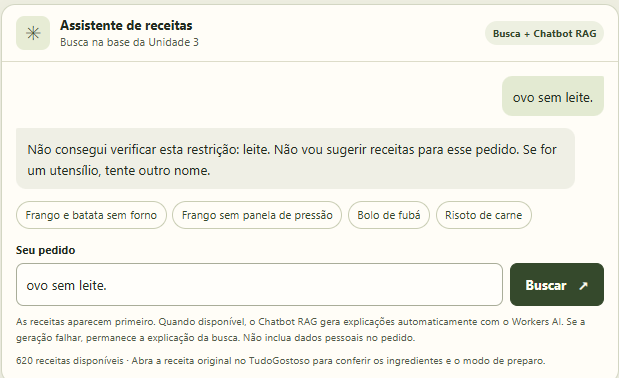 Assistente de receitas
Busca na base da Unidade 3
Busca + Chatbot RAG
ovo sem leite.
Não consegui verificar esta restrição: leite. Não vou sugerir receitas para esse pedido. Se for
um utensílio, tente outro nome.
Frango e batata sem forno
Frango sem panela de pressão
Bolo de fubá
Risoto de carne
Seu pedido
ovo sem leite.
Buscar ↗
As receitas aparecem primeiro. Quando disponível, o Chatbot RAG gera explicações automaticamente com o Workers AI. Se a
geração falhar, permanece a explicação da busca. Não inclua dados pessoais no pedido.
620 receitas disponíveis · Abra a receita original no TudoGostoso para conferir os ingredientes e o modo de preparo.